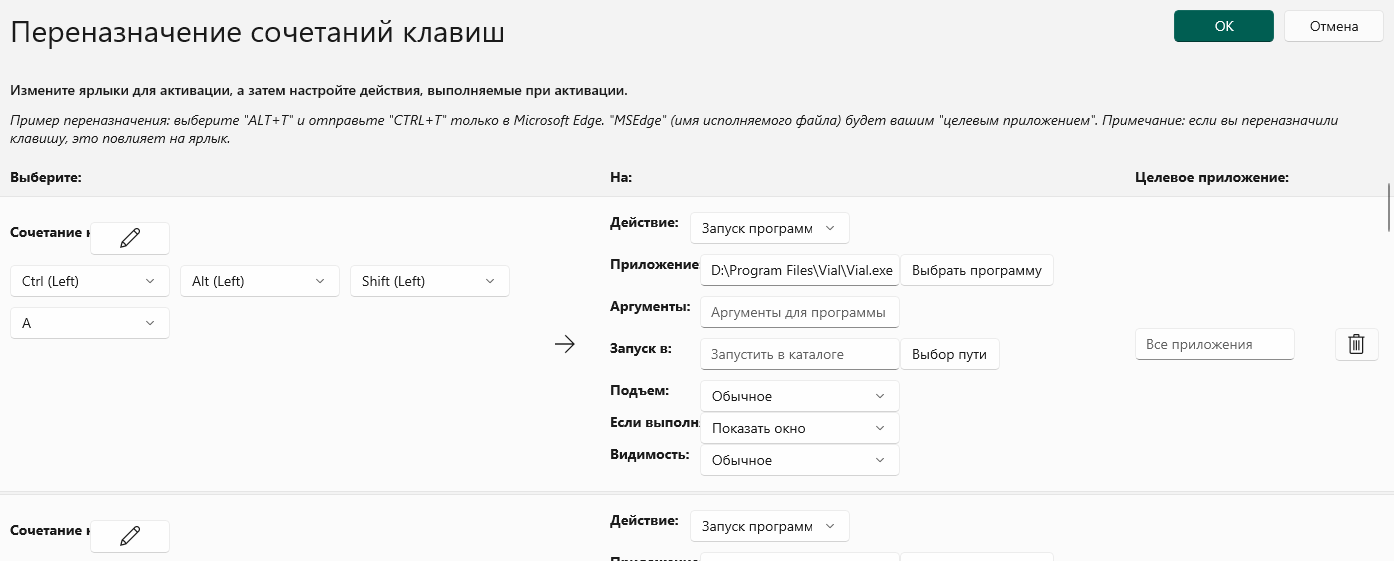 Переназначение сочетаний клавиш
ОК
Отмена
Измените ярлыки для активации, а затем настройте действия, выполняемые при активации.
Пример переназначения: выберите "ALT+T" и отправьте "CTRL+T" только в Microsoft Edge. "MSEdge" (имя исполняемого файла) будет вашим "целевым приложением". Примечание: если вы переназначили
клавишу, это повлияет на ярлык.
Выберите:
На:
Целевое приложение:
Сочетание
Действие:
Запуск программ
Ctrl (Left)
Alt (Left)
Shift (Left)
Приложение
D:\Program Files\Vial\Vial.exe
Выбрать программу
A
Аргументы:
Аргументы для программы
Запуск в:
Запустить в каталоге
Выбор пути
Все приложения
Подъем:
Обычное
Если выполн
Показать окно
Видимость:
Обычное
Сочетание
Действие:
Запуск программ